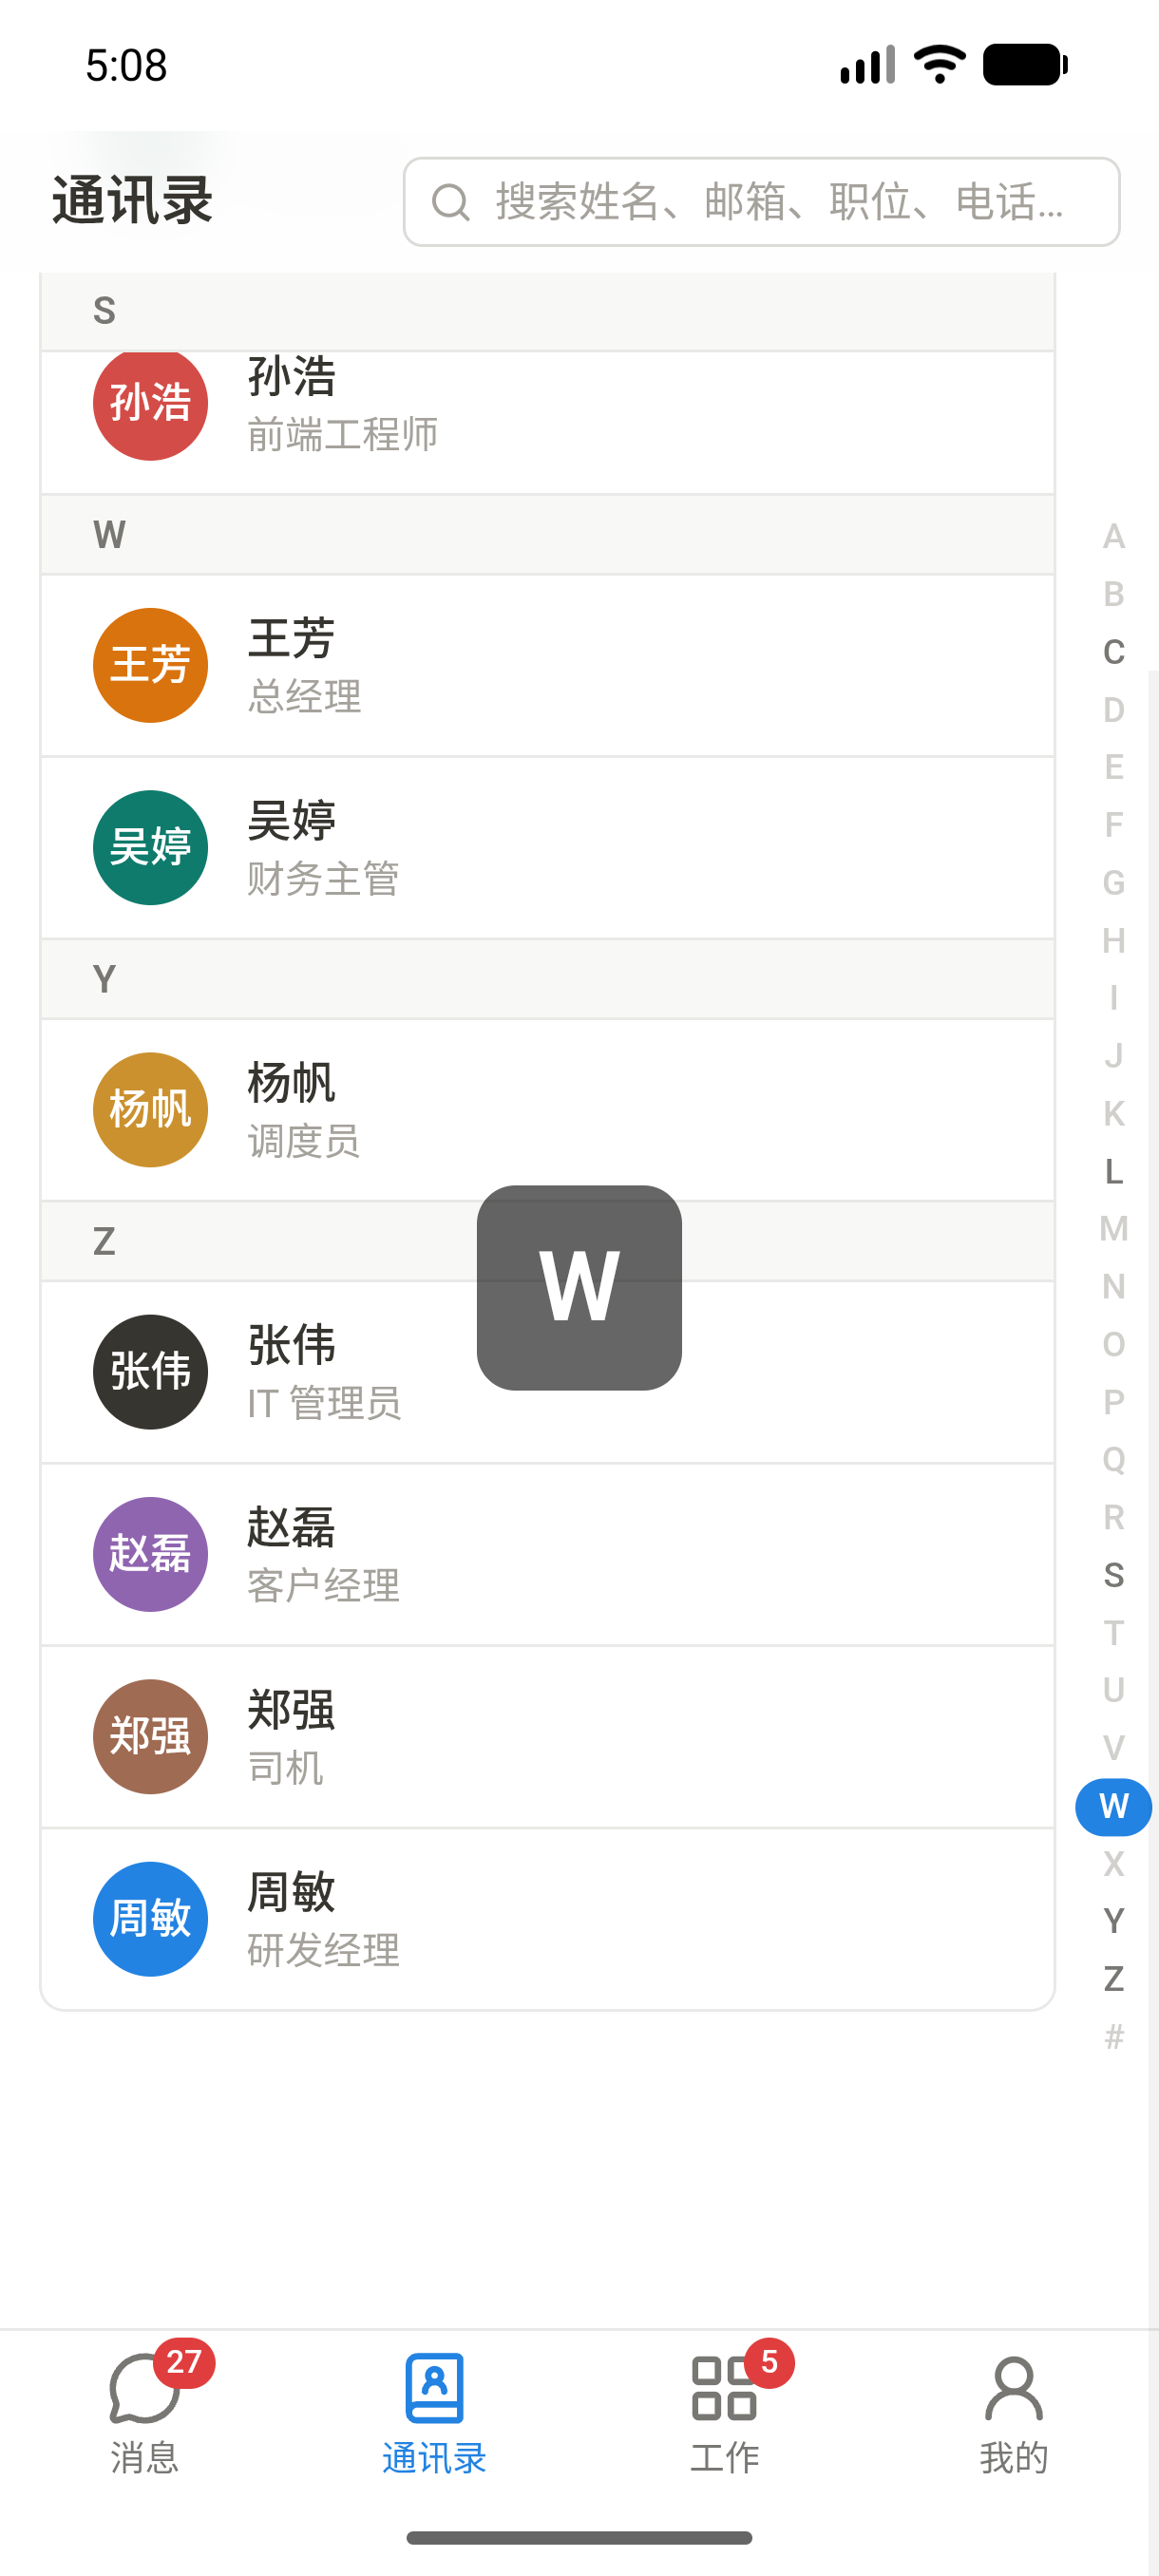 5:08
通讯录
搜索姓名、邮箱、职位、电话...
S
孙浩
孙浩
前端工程师
W
王芳
王芳
总经理
吴婷
吴婷
财务主管
Y
杨帆
杨帆
调度员
Z
张伟
张伟
IT 管理员
赵磊
赵磊
客户经理
郑强
郑强
司机
周敏
周敏
研发经理
W
A
B
C
D
E
F
G
H
I
J
K
L
M
N
O
P
Q
R
S
T
U
V
W
X
Y
Z
#
27
消息
通讯录
5
工作
我的